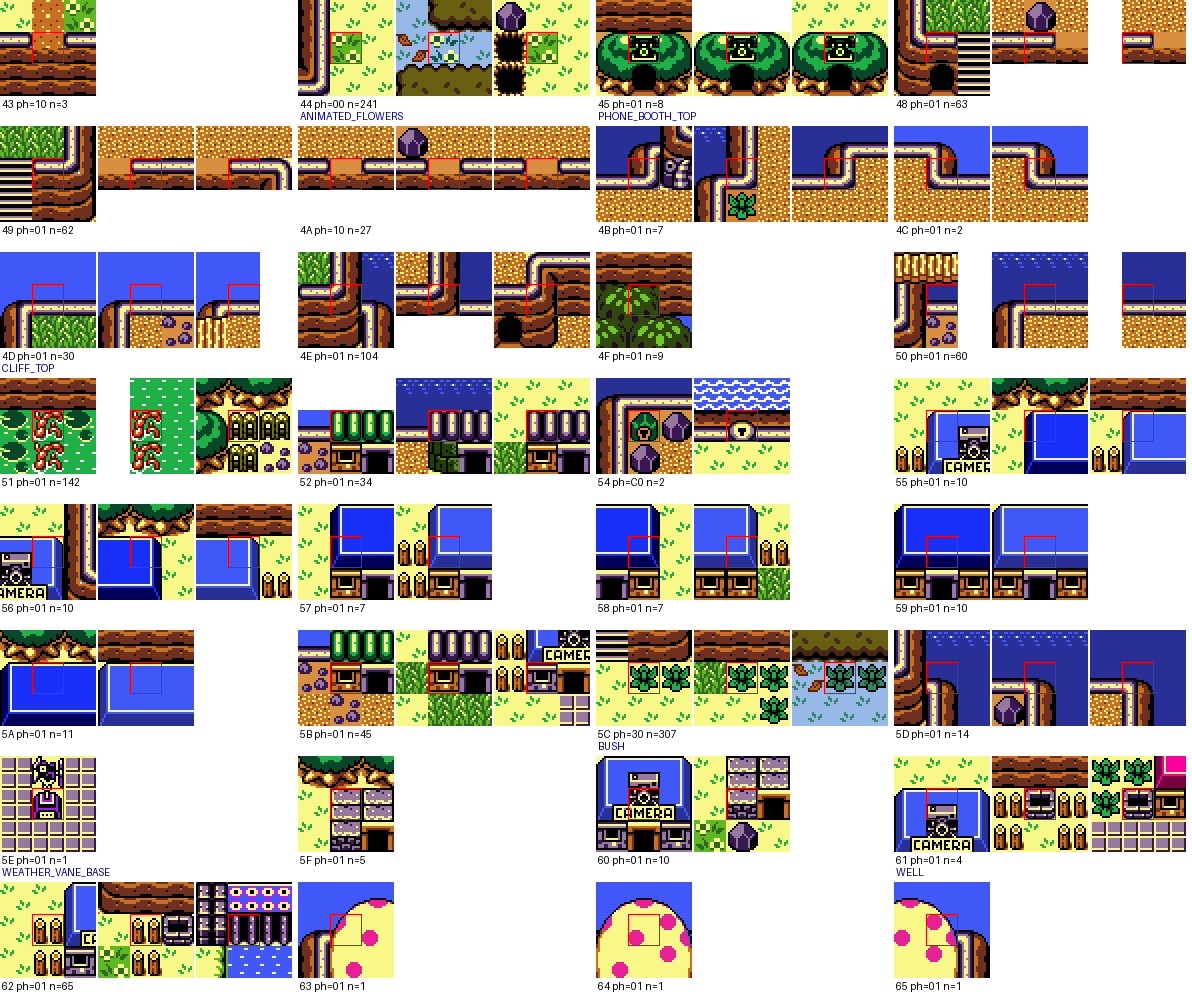 43 ph=10 n=3
44 ph=00 n=241
45 ph=01 n=8
48 ph=01 n=63
ANIMATED_FLOWERS
PHONE_BOOTH_TOP
49 ph=01 n=62
4A ph=10 n=27
4B ph=01 n=7
4C ph=01 n=2
4D ph=01 n=30
4E ph=01 n=104
4F ph=01 n=9
50 ph=01 n=60
CLIFF_TOP
CAMERA
51 ph=01 n=142
52 ph=01 n=34
54 ph=C0 n=2
55 ph=01 n=10
CAMERA
56 ph=01 n=10
57 ph=01 n=7
58 ph=01 n=7
59 ph=01 n=10
CAMERA
5A ph=01 n=11
5B ph=01 n=45
5C ph=30 n=307
5D ph=01 n=14
BUSH
CAMERA
CAMERA
5E ph=01 n=1
5F ph=01 n=5
60 ph=01 n=10
61 ph=01 n=4
WEATHER_VANE_BASE
WELL
62 ph=01 n=65
63 ph=01 n=1
64 ph=01 n=1
65 ph=01 n=1